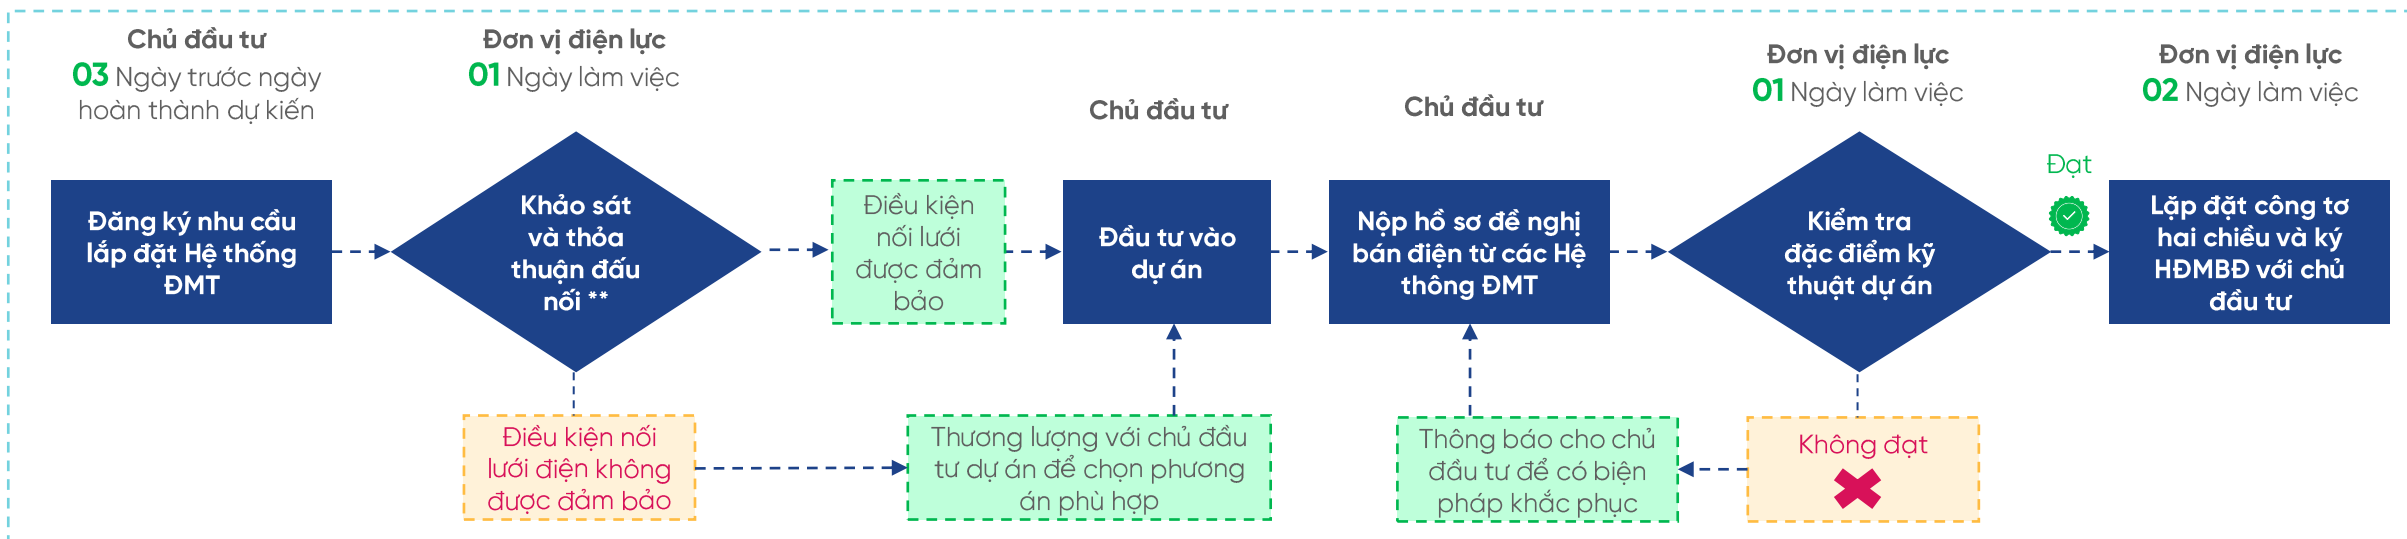 Chủ đầu tư
03 Ngày trước ngày
hoàn thành dự kiến
Đăng ký nhu cầu
lắp đặt Hệ thống
ĐMT
Đơn vị điện lực
01 Ngày làm việc
Khảo sát
và thỏa
thuận đấu
nối **
Điều kiện nối
lưới điện không
được đảm bảo
Điều kiện
nối lưới
được đảm
bảo
Thương lượng với chủ đầu
tư dự án để chọn phương
án phù hợp
Chủ đầu tư
Đầu tư vào
dự án
Chủ đầu tư
Nộp hồ sơ đề nghị
bán điện từ các Hệ
thông ĐMT
Đơn vị điện lực
01 Ngày làm việc
Kiểm tra
đặc điểm kỹ
thuật dự án
Không đạt
Thông báo cho chủ
đầu tư để có biện
pháp khắc phục
Đạt
Đơn vị điện lực
02 Ngày làm việc
Lặp đặt công tơ
hai chiều và ký
HĐMBĐ với chủ
đầu tư